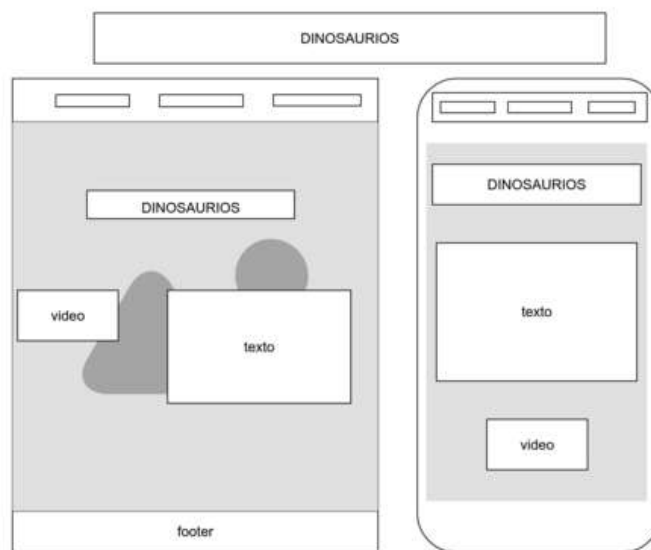 DINOSAURIOS
DINOSAURIOS
video
texto
footer
DINOSAURIOS
texto
video